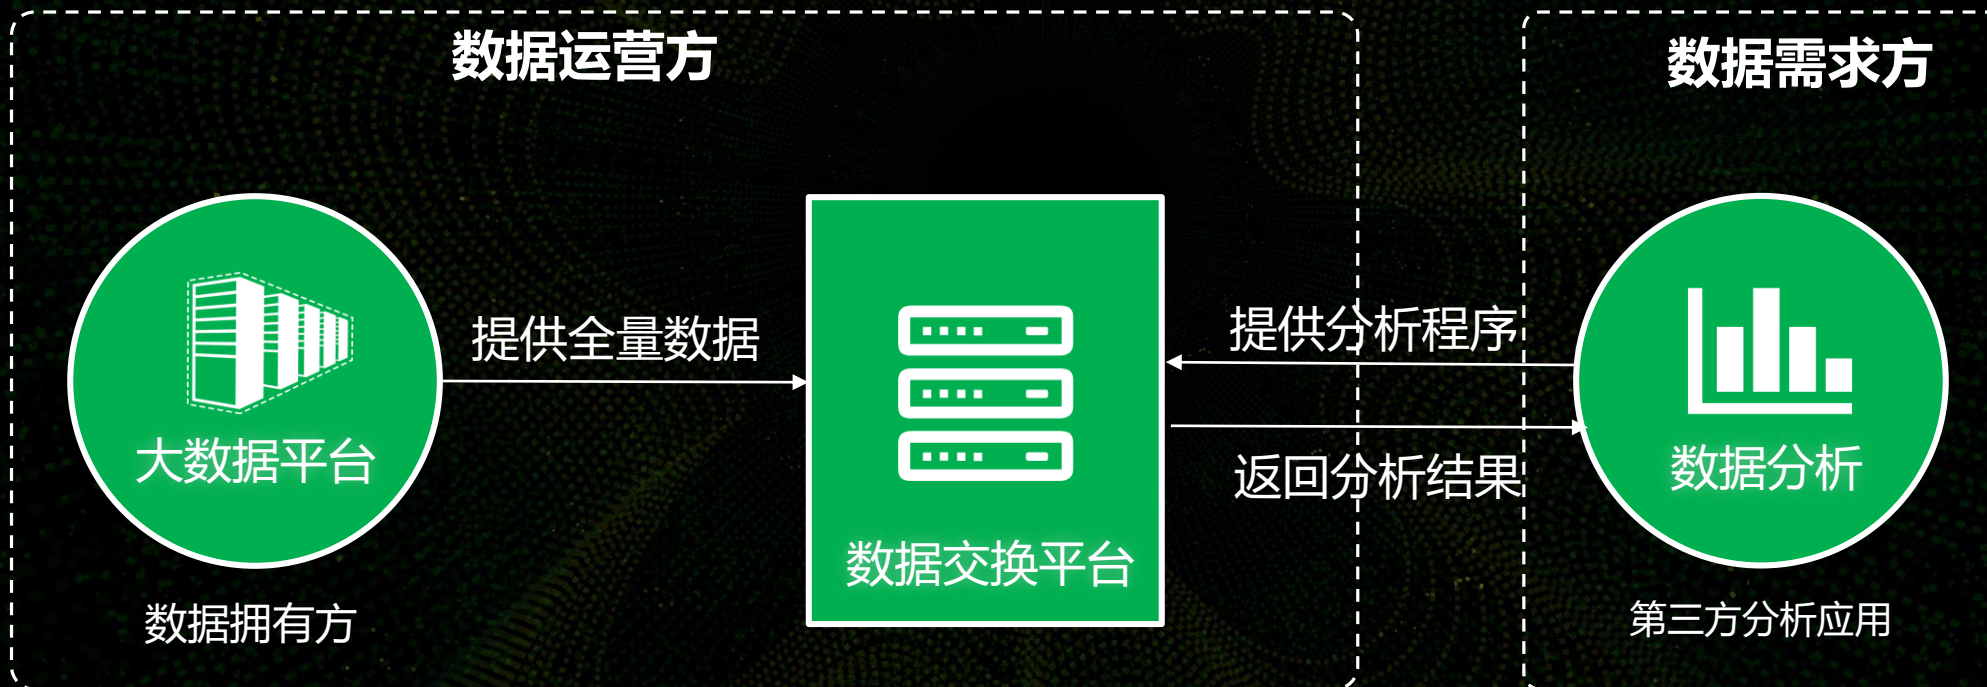 数据运营方
数据需求方
提供全量数据
提供分析程序
返回分析结果
大数据平台
数据交换平台
数据分析
数据拥有方
第三方分析应用